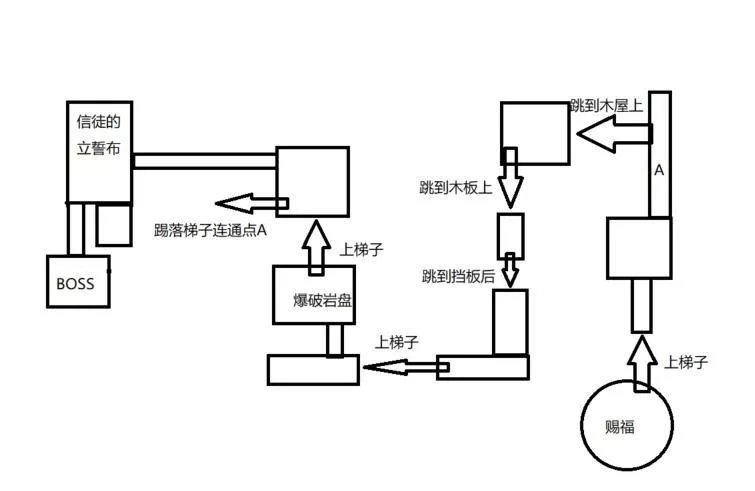 跳到木屋上
信徒的
立誓布
A
跳到木板上
踢落梯子连通点A
上梯子
跳到挡板后
BOSS
爆破岩盘
上梯子
上梯子
赐福